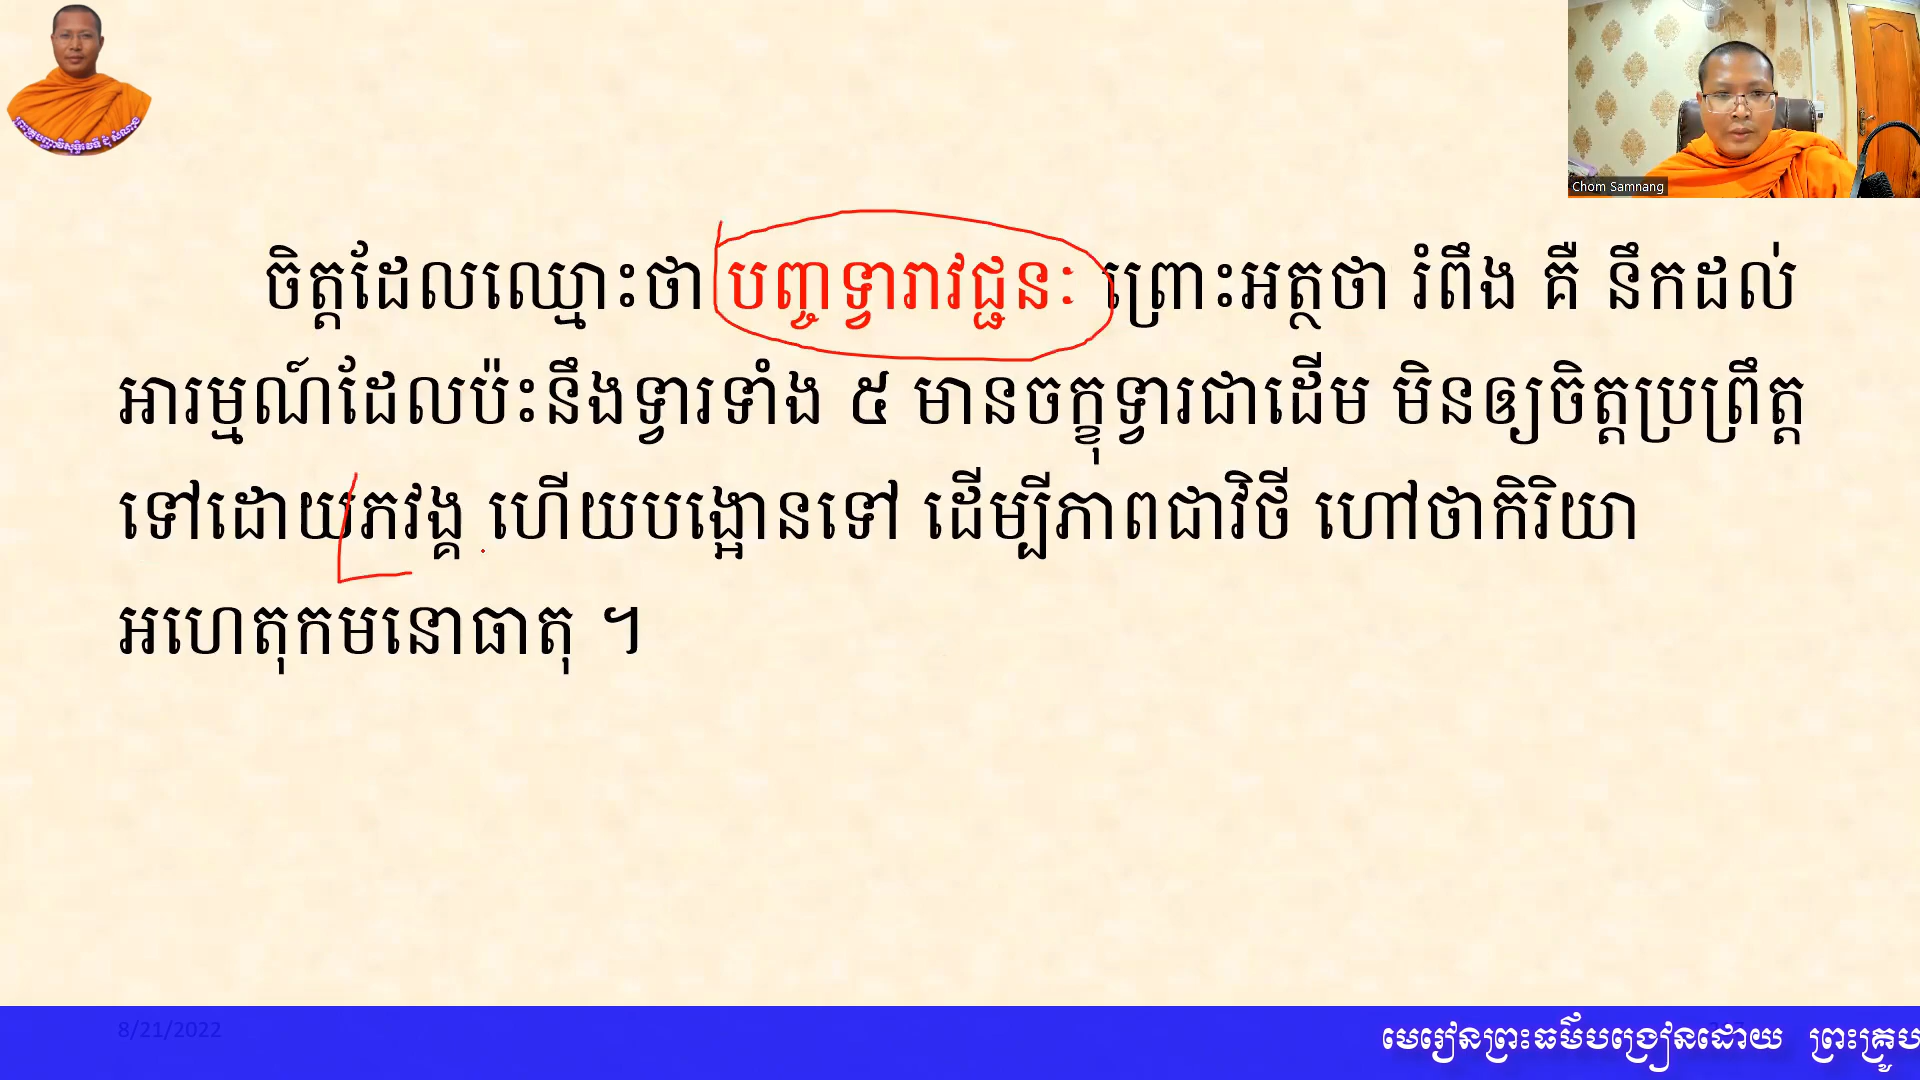 Chom Samnang
ចិត្តដែលឈ្មោះថា បញ្ចទ្វារាវជ្ជនៈ ព្រោះអត្ថថា រំពឹង គឺ នឹកដល់
អារម្មណ៍ដែលប៉ះនឹងទ្វារទាំង ៥ មានចក្ខុទ្វារជាដើម មិនឲ្យចិត្តប្រព្រឹត្ត
ទៅដោយភវង្គ ហើយបង្អោនទៅ ដើម្បីភាពជាវិថី ហៅថាកិរិយា
អហេតុកមនោធាតុ ។
8/21/2022
មេរៀនព្រះធម៌បង្រៀនដោយ ព្រះគ្រូប